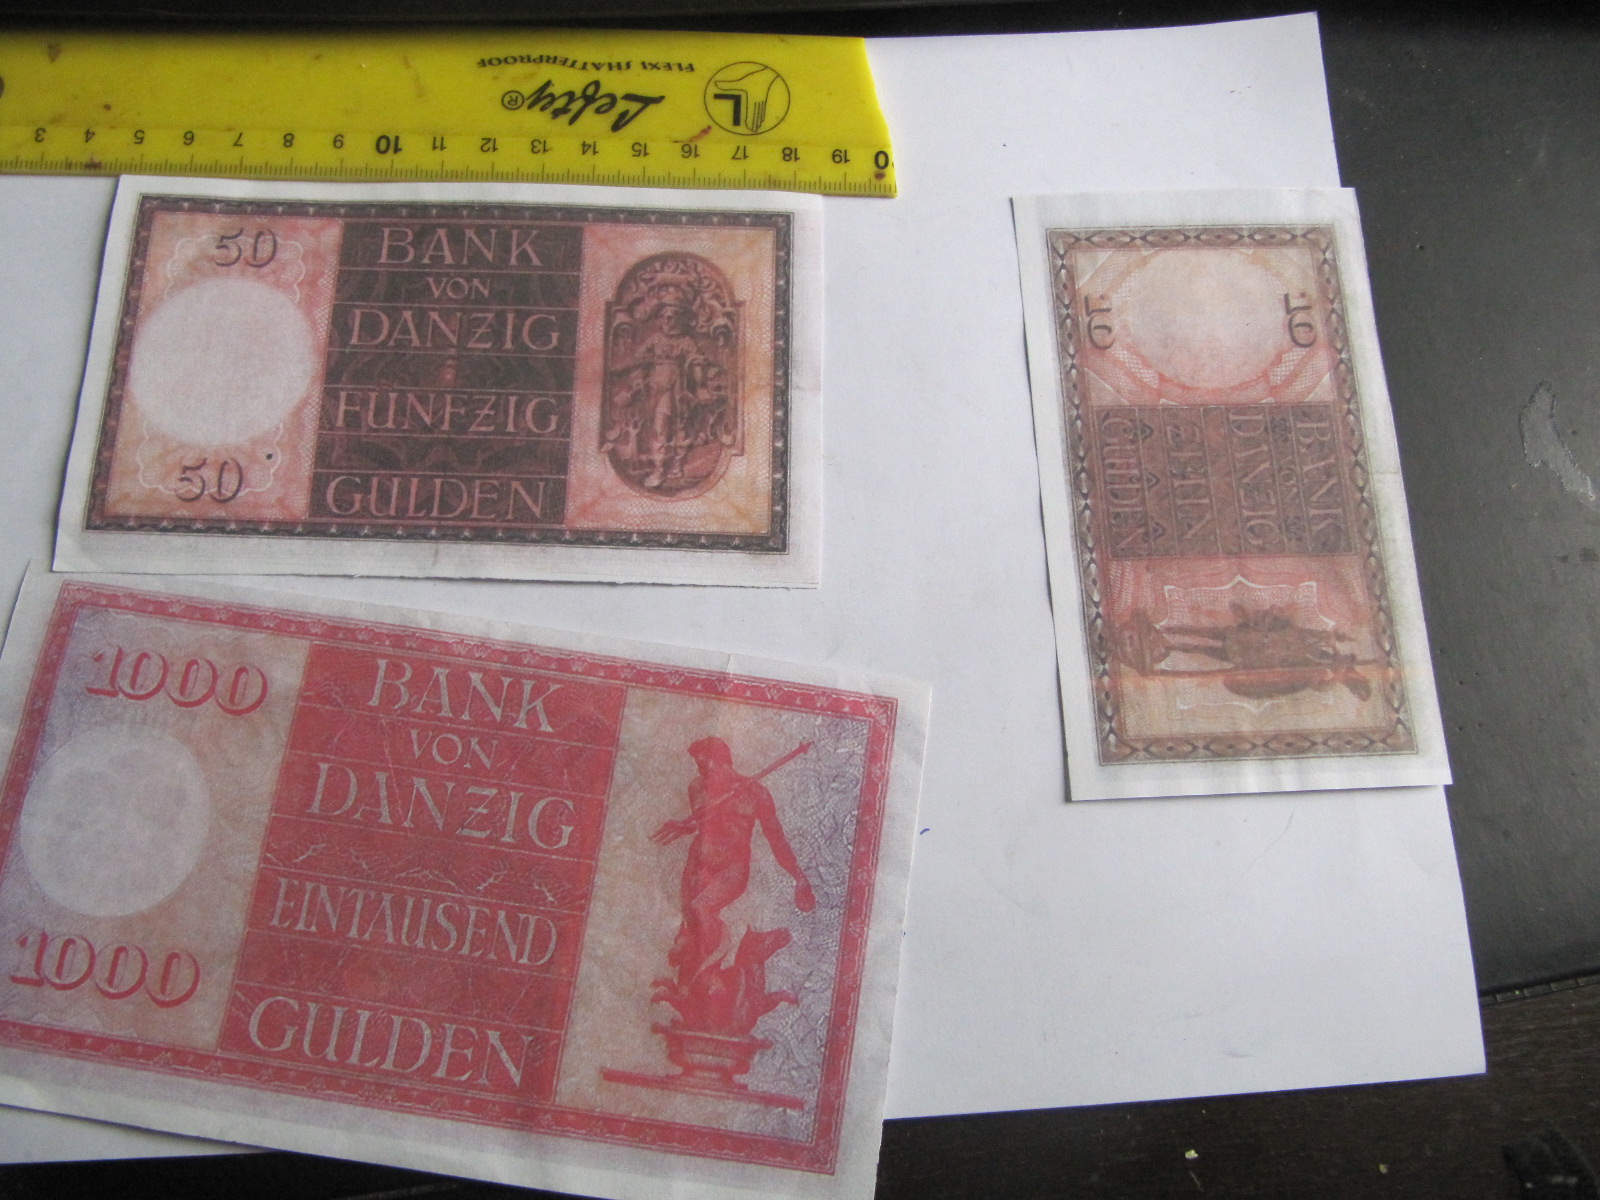 FLEXI SHATTERPROOF
Lefty ®
L
3 4 5 6 7 8 9 10 11 12 13 14 15 16 17 18 19 20
50
50
BANK
VON
DANZIG
FÜNFZIG
GULDEN
10
10
BANK
VON
DANZIG
ZEHN
GULDEN
1000
1000
BANK
VON
DANZIG
EINTAUSEND
GULDEN